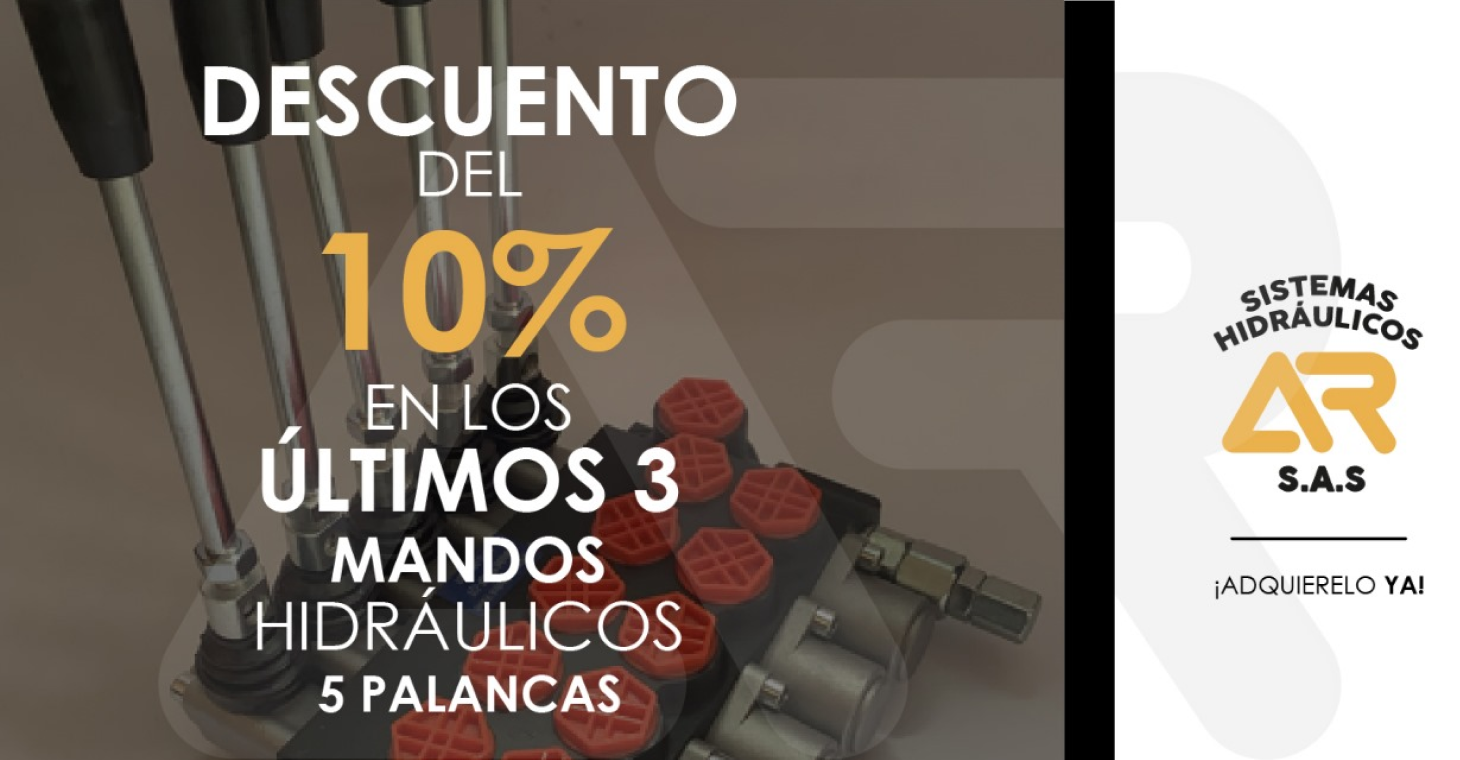 DESCUENTO
DEL
10%
EN LOS
ÚLTIMOS 3
MANDOS
HIDRÁULICOS
5 PALANCAS
SISTEMAS
HIDRÁULICOS
AR
S.A.S
¡ADQUIERELO YA!